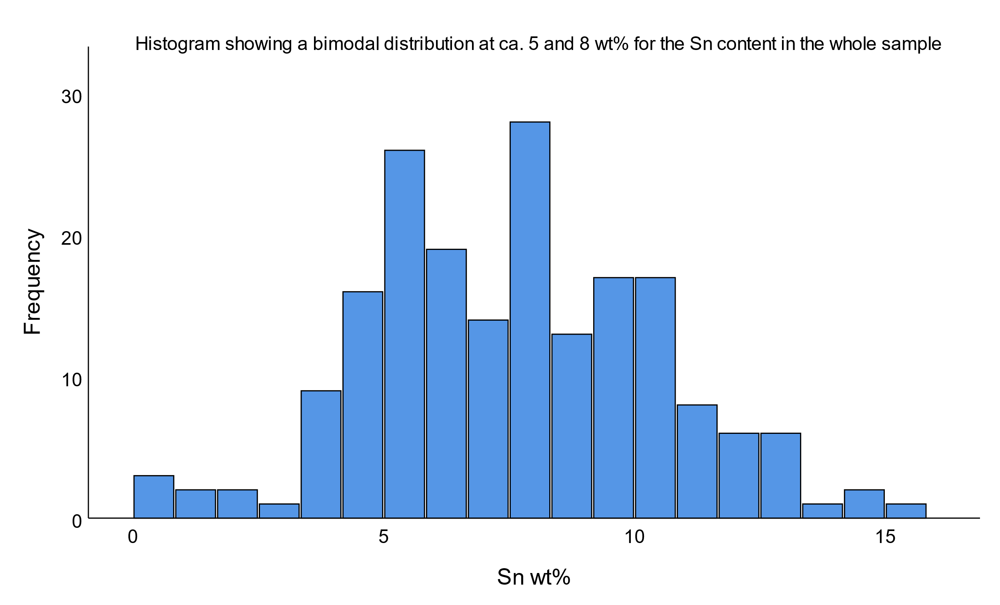 Histogram showing a bimodal distribution at ca. 5 and 8 wt% for the Sn content in the whole sample
30
20
10
0
Frequency
0 5 10 15
Sn wt%